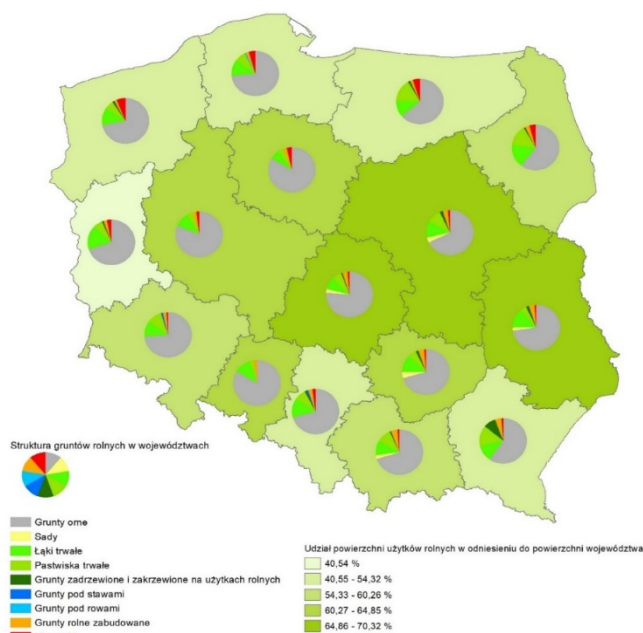 Struktura gruntów rolnych w województwach
Grunty orne
Sady
Łąki trwałe
Pastwiska trwałe
Grunty zadrzewione i zakrzewione na użytkach rolnych
Grunty pod stawami
Grunty pod rowami
Grunty rolne zabudowane
Udział powierzchni użytków rolnych w odniesieniu do powierzchni województwa
40,54 %
40,55 - 54,32 %
54,33 - 60,26 %
60,27 - 64,85 %
64,86 - 70,32 %